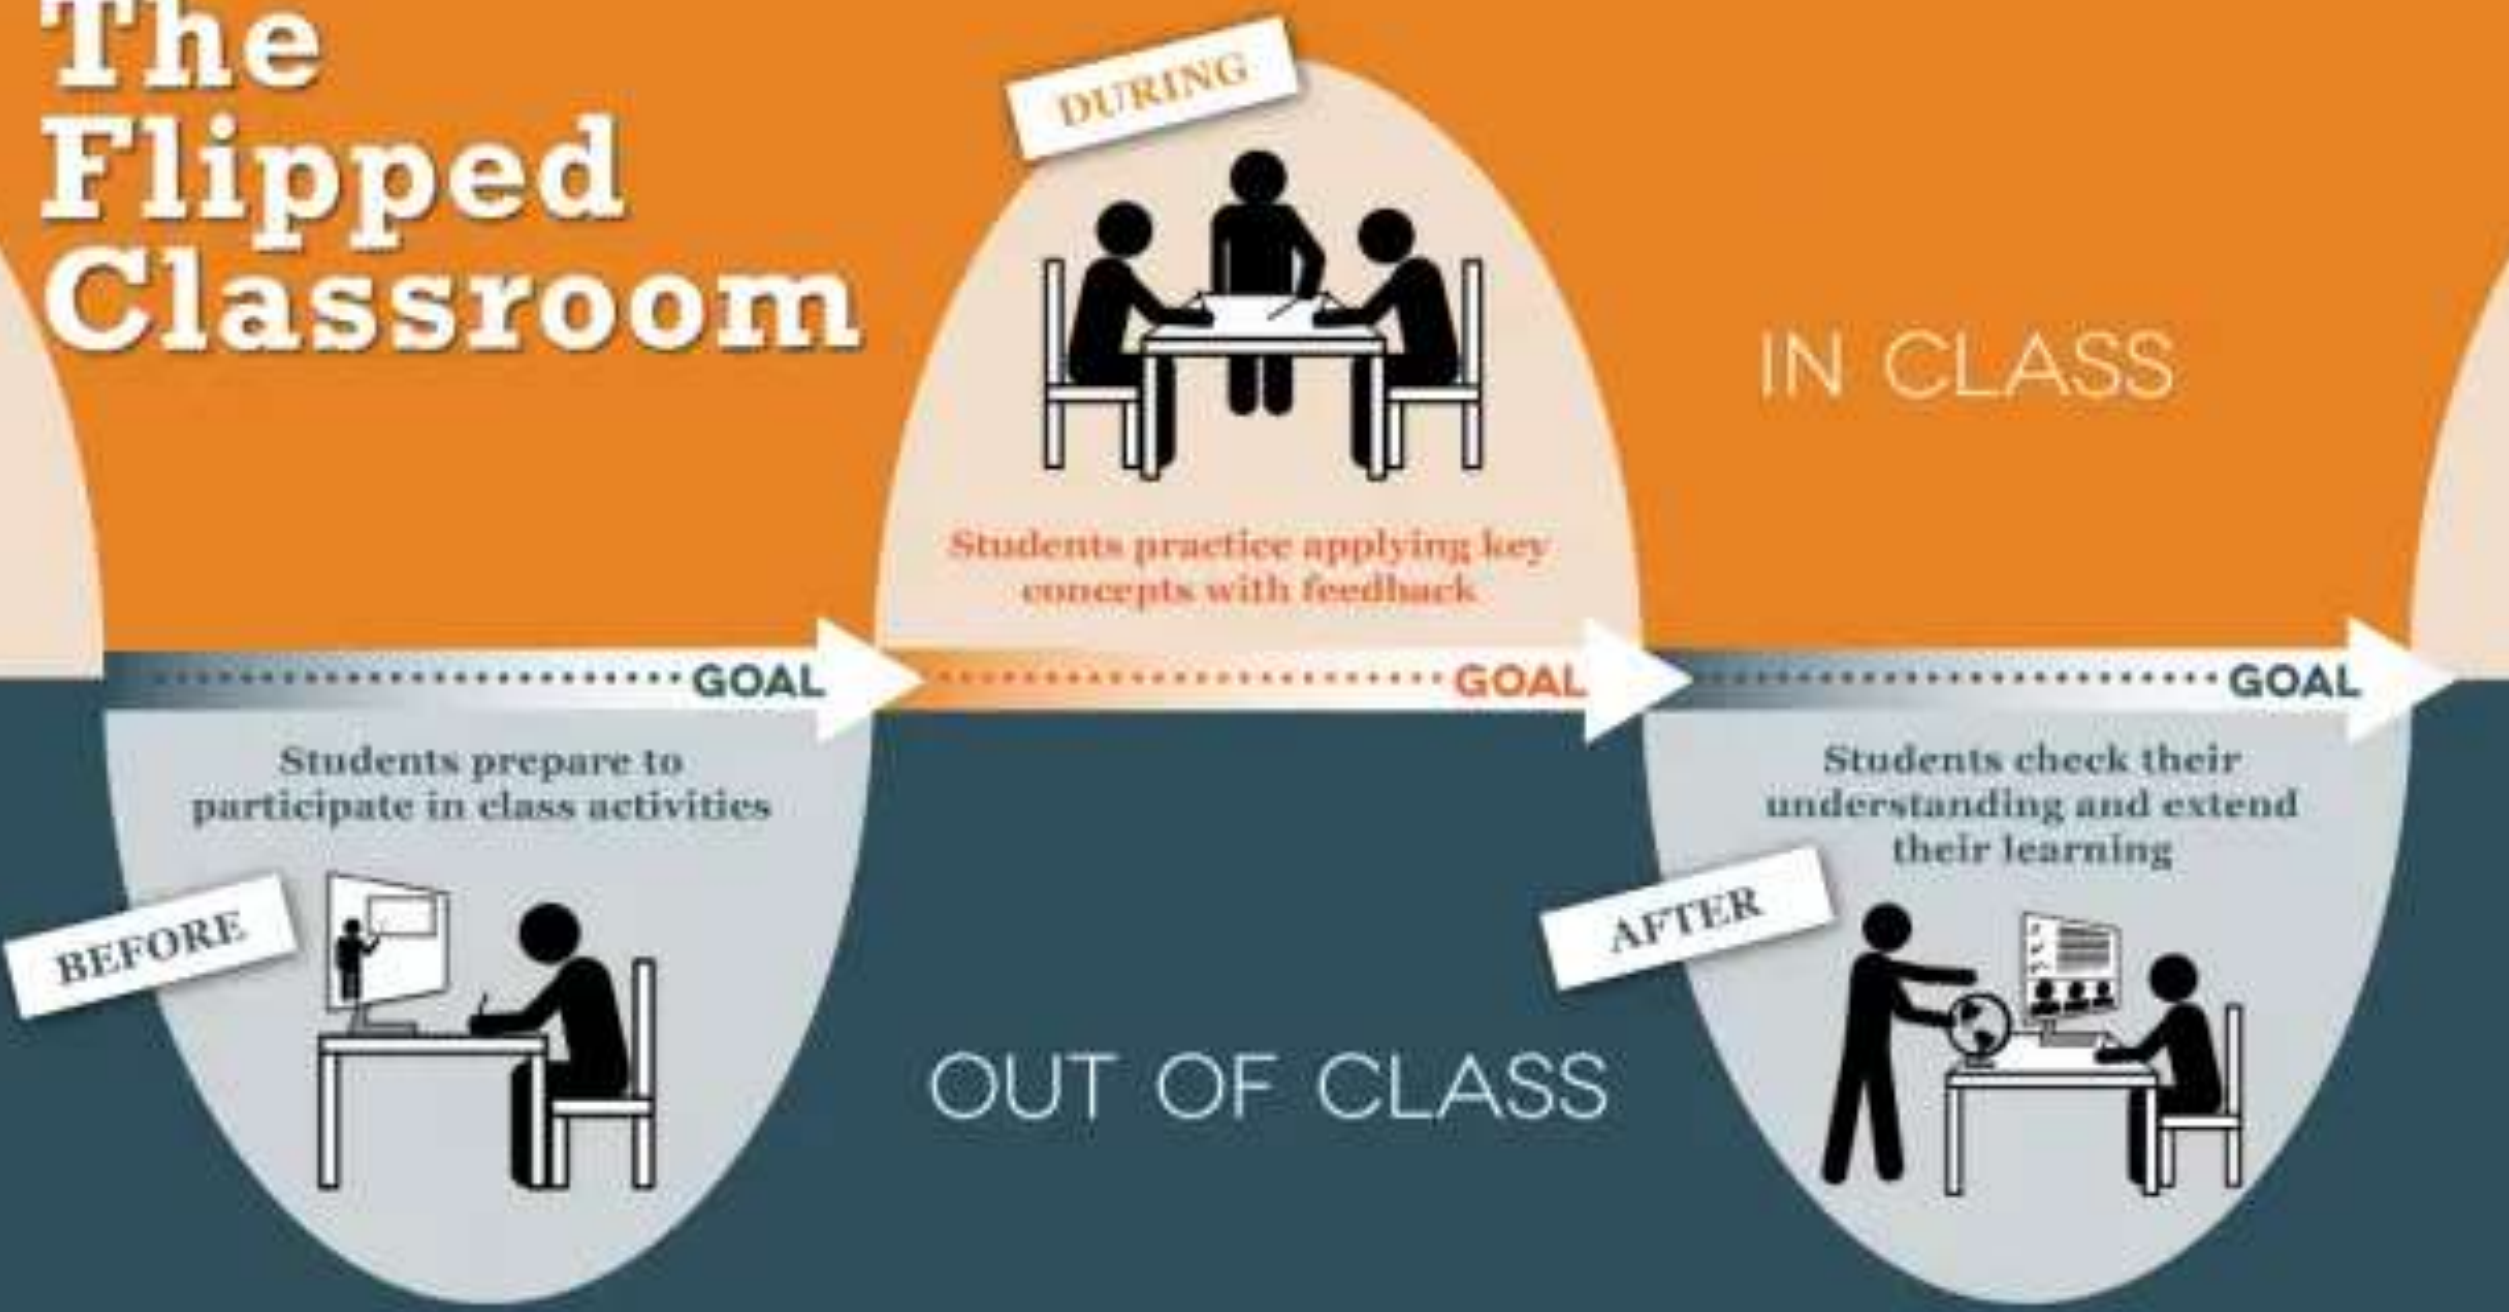 The
Flipped
Classroom
DURING
IN CLASS
Students practice applying key
concepts with feedback
GOAL
GOAL
GOAL
Students prepare to
participate in class activities
BEFORE
OUT OF CLASS
Students check their
understanding and extend
their learning
AFTER